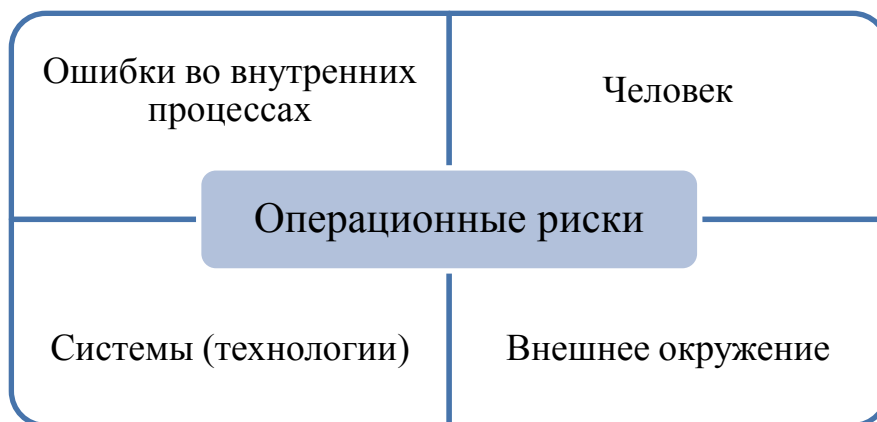 Ошибки во внутренних
процессах
Человек
Операционные риски
Системы (технологии)
Внешнее окружение